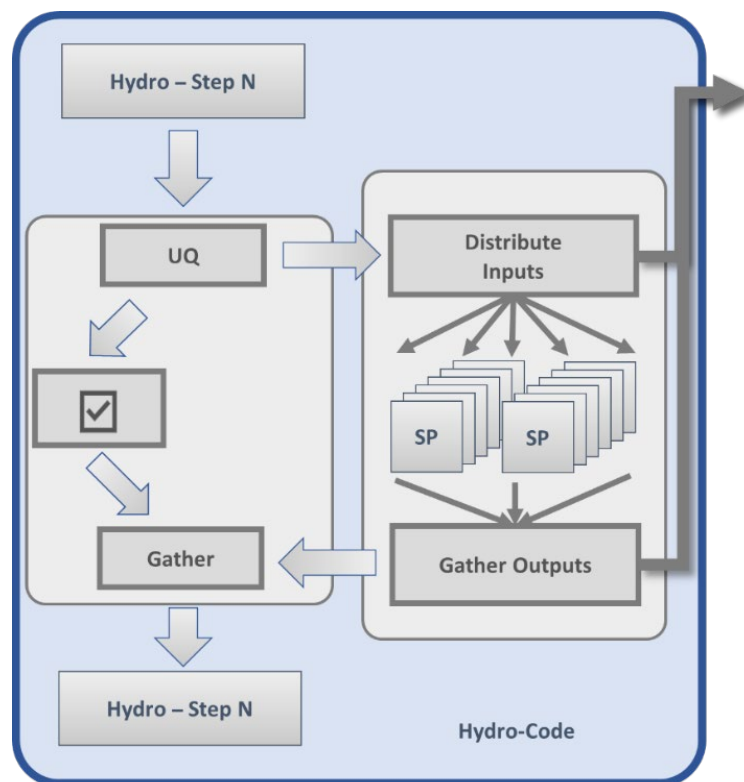 Hydro – Step N
UQ
Distribute
Inputs
SP
SP
Gather
Gather Outputs
Hydro – Step N
Hydro-Code